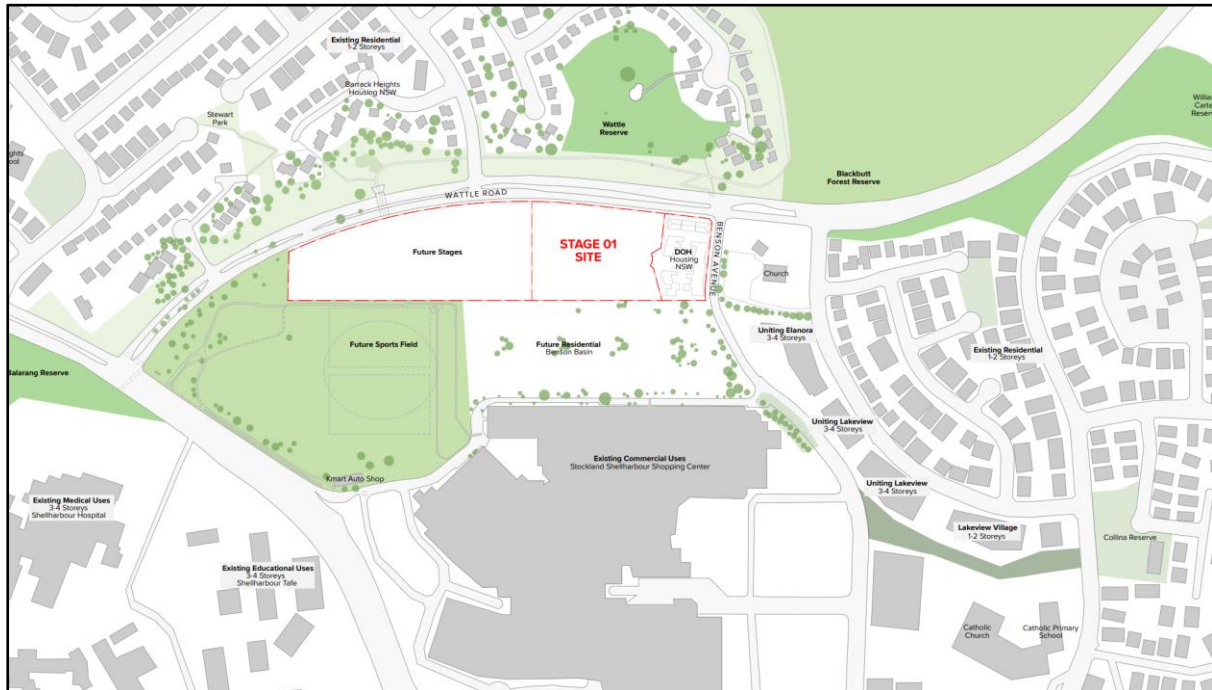 Existing Residential
1-2 Storeys
Barrack Heights
Housing NSW
Stewart
Park
Wattle
Reserve
Blackbutt
Forest Reserve
WATTLE ROAD
BENSON AVENUE
Future Stages
STAGE 01
SITE
DOH
Housing
NSW
Church
Future Sports Field
Future Residential
Benson Basin
Uniting Elanora
3-4 Storeys
Existing Residential
1-2 Storeys
Balarang Reserve
Uniting Lakeview
3-4 Storeys
Existing Commercial Uses
Stockland Shellharbour Shopping Center
Kmart Auto Shop
Uniting Lakeview
3-4 Storeys
Existing Medical Uses
3-4 Storeys
Shellharbour Hospital
Lakeview Village
1-2 Storeys
Collina Reserve
Existing Educational Uses
3-4 Storeys
Shellharbour Tafe
Catholic
Church
Catholic Primary
School